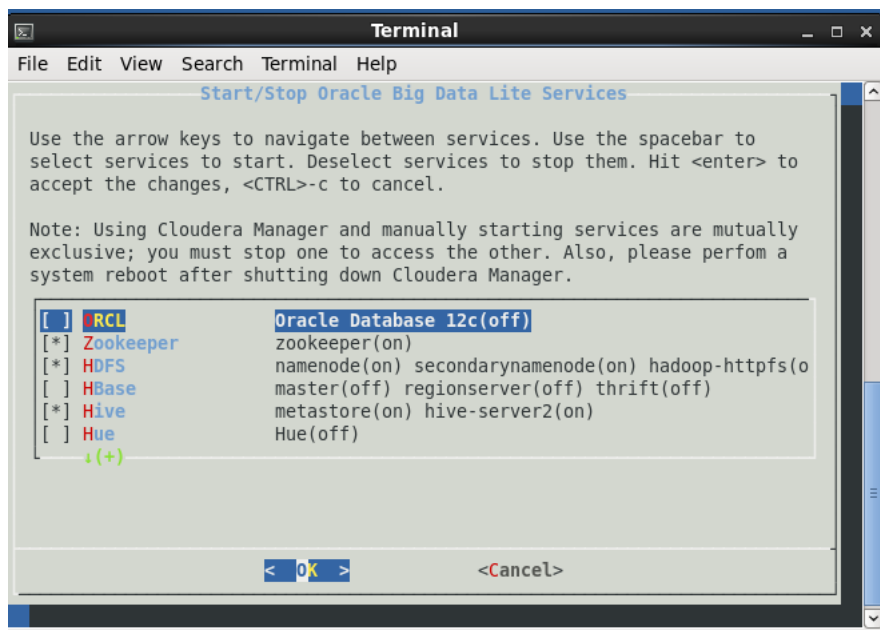 Terminal
File Edit View Search Terminal Help
Start/Stop Oracle Big Data Lite Services
Use the arrow keys to navigate between services. Use the spacebar to
select services to start. Deselect services to stop them. Hit <enter> to
accept the changes, <CTRL>-c to cancel.
Note: Using Cloudera Manager and manually starting services are mutually
exclusive; you must stop one to access the other. Also, please perfom a
system reboot after shutting down Cloudera Manager.
[ ] ORCL Oracle Database 12c(off)
[*] Zookeeper zookeeper(on)
[*] HDFS namenode(on) secondarynamenode(on) hadoop-httpfs(o
[ ] HBase master(off) regionserver(off) thrift(off)
[*] Hive metastore(on) hive-server2(on)
[ ] Hue Hue(off)
↓(+)
< OK > <Cancel>